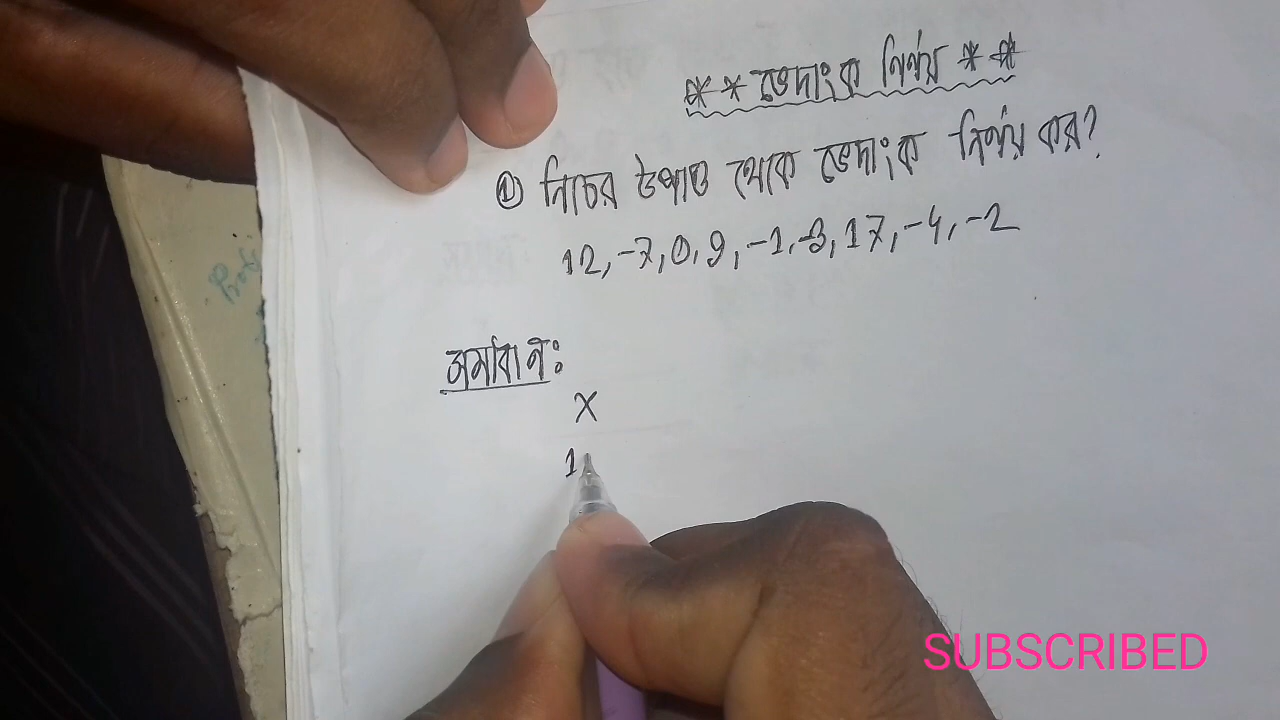 * * ভেদাংক নির্ণয় * *
① নিচের উপাত্ত থেকে ভেদাংক নির্ণয় কর?
12, -7, 0, 9, -1, -3, 17, -4, -2
সমাধান:
X
1
SUBSCRIBED